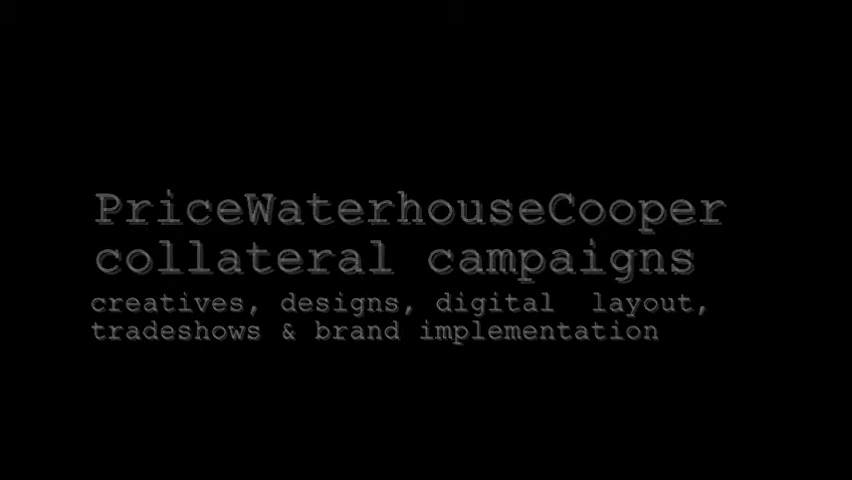 PriceWaterhouseCooper
collateral campaigns
creatives, designs, digital  layout,
tradeshows & brand implementation